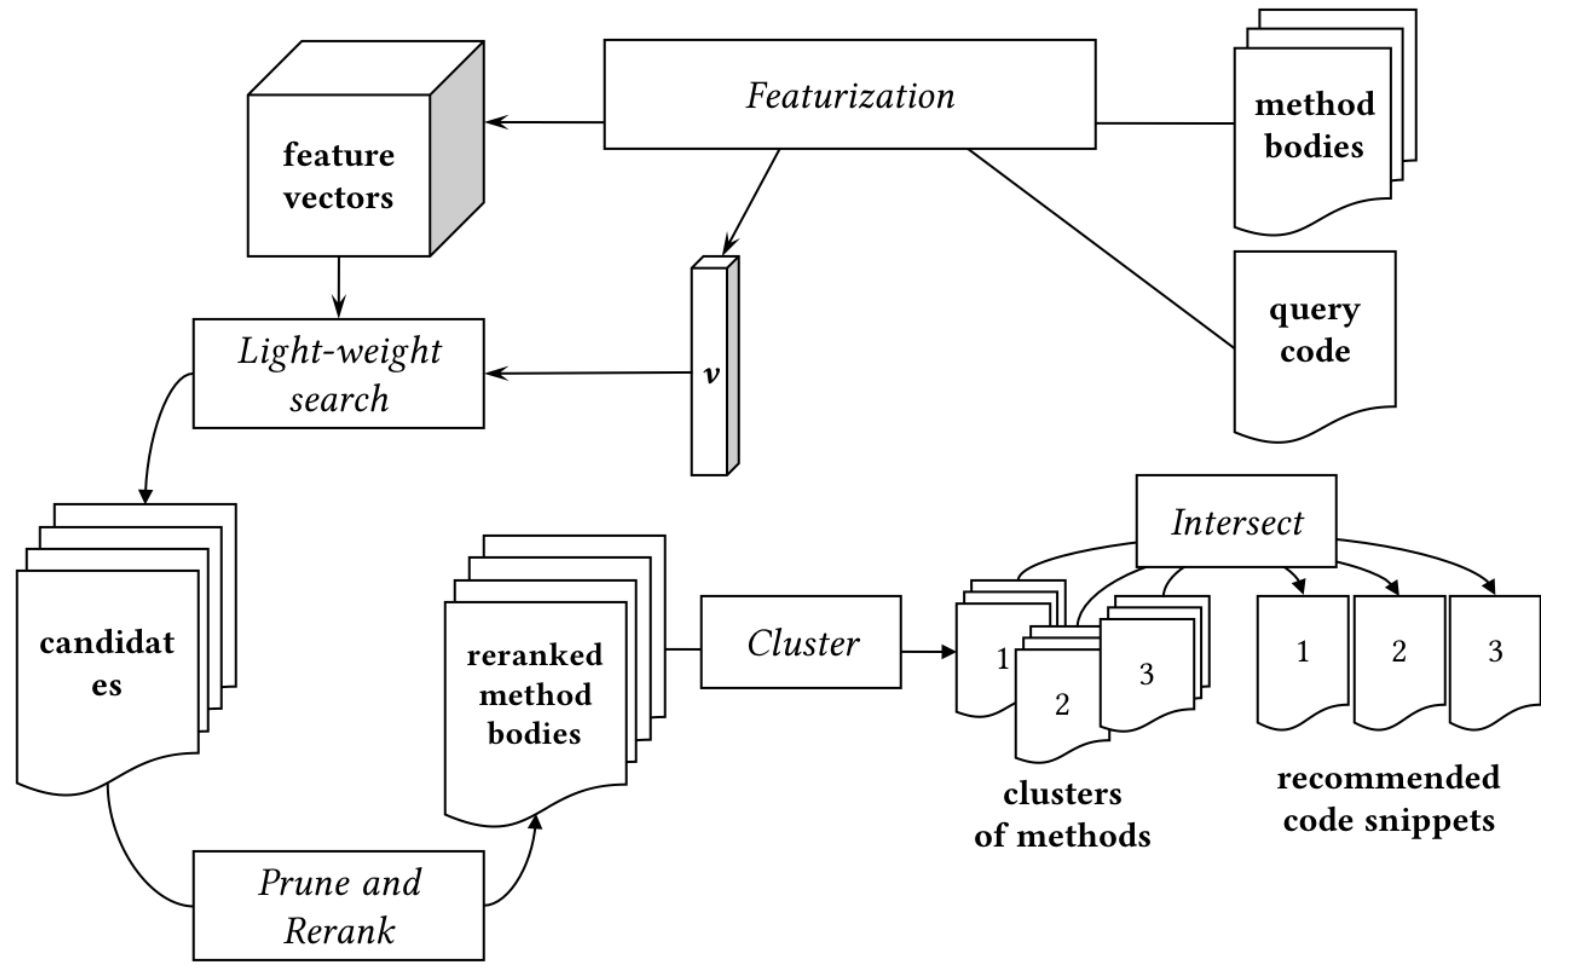 Featurization
method
bodies
feature
vectors
query
code
Light-weight
search
v
Intersect
candidat
es
reranked
method
bodies
Cluster
1
2
3
1
2
3
clusters
of methods
recommended
code snippets
Prune and
Rerank